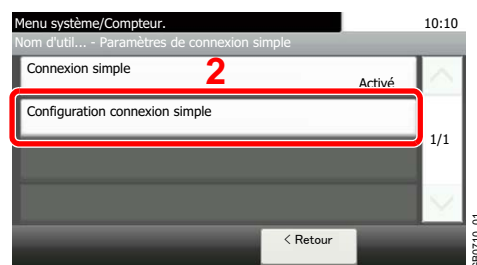 Menu système/Compteur.
10:10
Nom d'util... - Paramètres de connexion simple
Connexion simple
2
Activé
Configuration connexion simple
1/1
< Retour